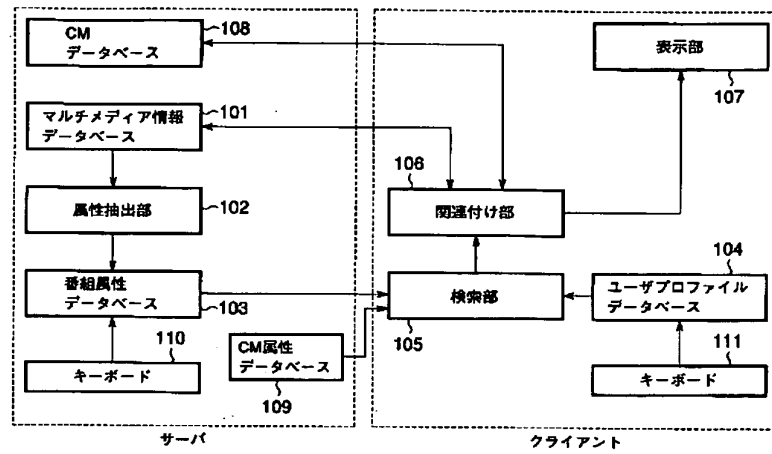 CM
データベース
108
マルチメディア情報
データベース
101
属性抽出部
102
番組属性
データベース
103
110
キーボード
CM属性
データベース
109
サーバ
表示部
107
106
関連付け部
検索部
105
104
ユーザプロファイル
データベース
111
キーボード
クライアント